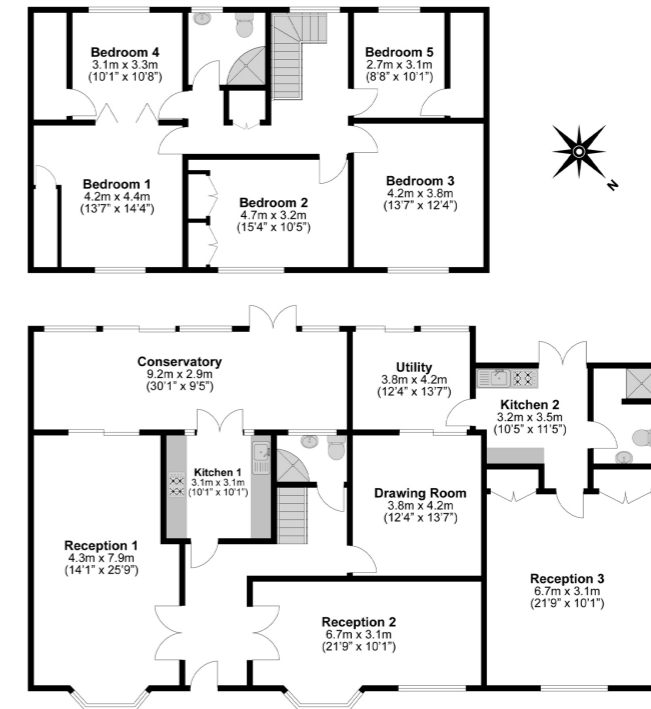 Bedroom 4
3.1m x 3.3m
(10'1" x 10'8")
Bedroom 5
2.7m x 3.1m
(8'8" x 10'1")
Bedroom 1
4.2m x 4.4m
(13'7" x 14'4")
Bedroom 2
4.7m x 3.2m
(15'4" x 10'5")
Bedroom 3
4.2m x 3.8m
(13'7" x 12'4")
N
Conservatory
9.2m x 2.9m
(30'1" x 9'5")
Utility
3.8m x 4.2m
(12'4" x 13'7")
Kitchen 2
3.2m x 3.5m
(10'5" x 11'5")
Kitchen 1
3.1m x 3.1m
(10'1" x 10'1")
Drawing Room
3.8m x 4.2m
(12'4" x 13'7")
Reception 1
4.3m x 7.9m
(14'1" x 25'9")
Reception 3
6.7m x 3.1m
(21'9" x 10'1")
Reception 2
6.7m x 3.1m
(21'9" x 10'1")